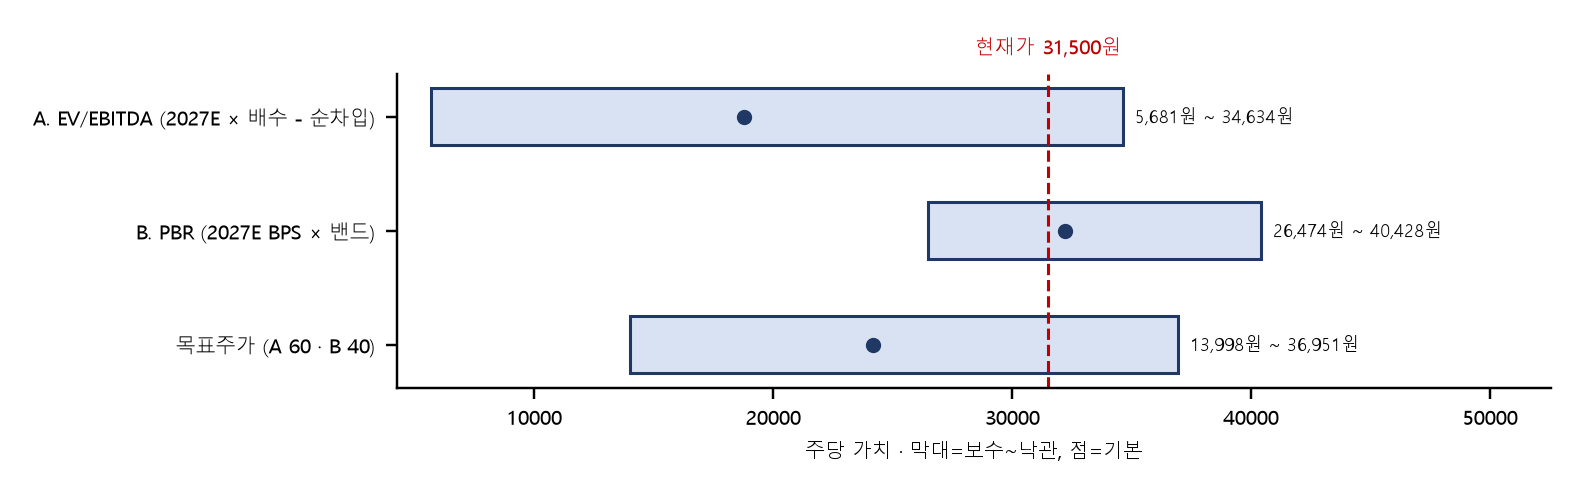 현재가 31,500원
A. EV/EBITDA (2027E × 배수 - 순차입)
5,681원 ~ 34,634원
B. PBR (2027E BPS × 밴드)
26,474원 ~ 40,428원
목표주가 (A 60 · B 40)
13,998원 ~ 36,951원
10000 20000 30000 40000 50000
주당 가치 · 막대=보수~낙관, 점=기본